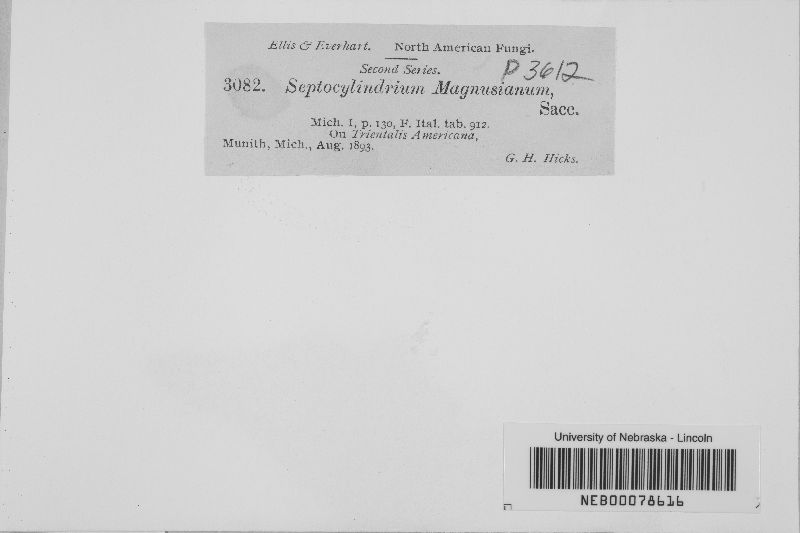 Ellis & Everhart. North American Fungi.
Second Series.
P 3612
3082. Septocylindrium Magnusianum,
Sacc.
Mich. I, p. 130, F. Ital. tab. 912.
On Trientalis Americana,
Munith, Mich., Aug. 1893.
G. H. Hicks.
University of Nebraska - Lincoln
NEB00078616